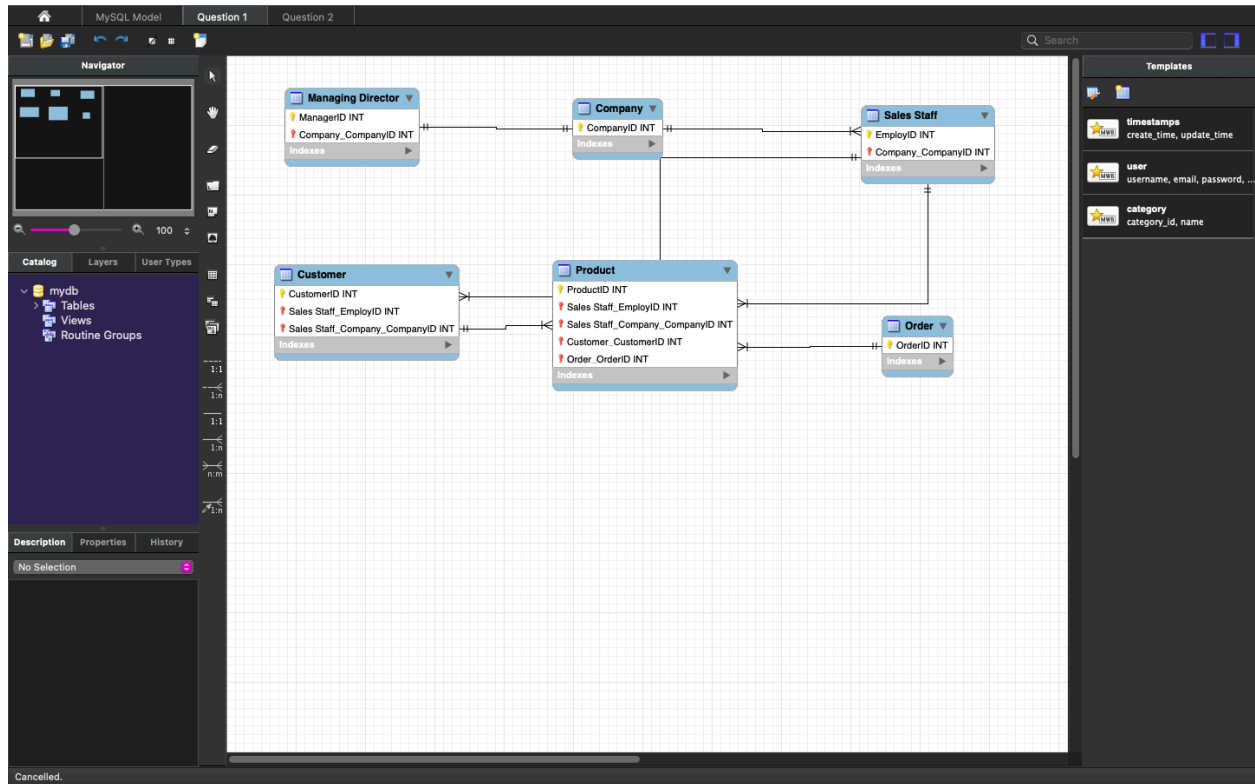 MySQL Model
Question 1
Question 2
Search
Navigator
100
Catalog
Layers
User Types
mydb
Tables
Views
Routine Groups
Description
Properties
History
No Selection
1:1
1:n
1:1
1:n
n:m
1:n
Managing Director
ManagerID INT
Company_CompanyID INT
Indexes
Company
CompanyID INT
Indexes
Sales Staff
EmployID INT
Company_CompanyID INT
Indexes
Customer
CustomerID INT
Sales Staff_EmployID INT
Sales Staff_Company_CompanyID INT
Indexes
Product
ProductID INT
Sales Staff_EmployID INT
Sales Staff_Company_CompanyID INT
Customer_CustomerID INT
Order_OrderID INT
Indexes
Order
OrderID INT
Indexes
Templates
timestamps
create_time, update_time
user
username, email, password, ...
category
category_id, name
MWB
MWB
MWB
Cancelled.